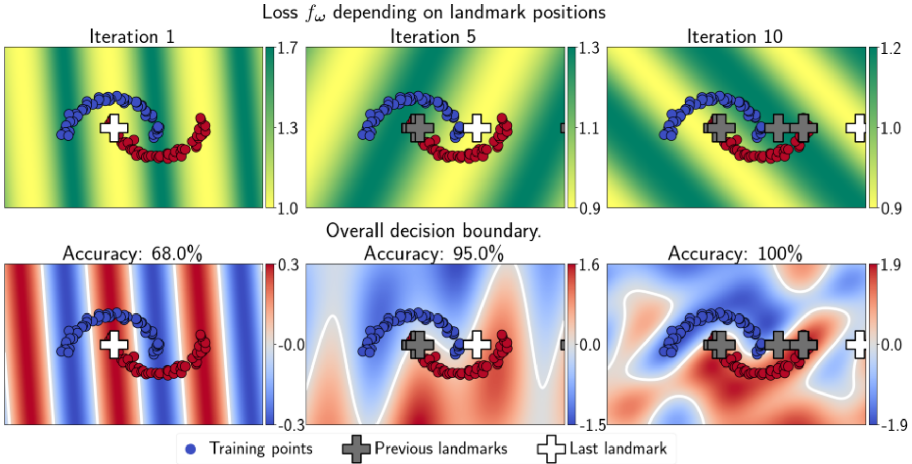 Loss f_ω depending on landmark positions
Iteration 1
Iteration 5
Iteration 10
1.7
1.3
1.0
1.3
1.1
0.9
1.2
1.0
0.9
Overall decision boundary.
Accuracy: 68.0%
Accuracy: 95.0%
Accuracy: 100%
0.3
-0.0
-0.3
1.6
0.0
-1.5
1.9
0.0
-1.9
Training points
Previous landmarks
Last landmark